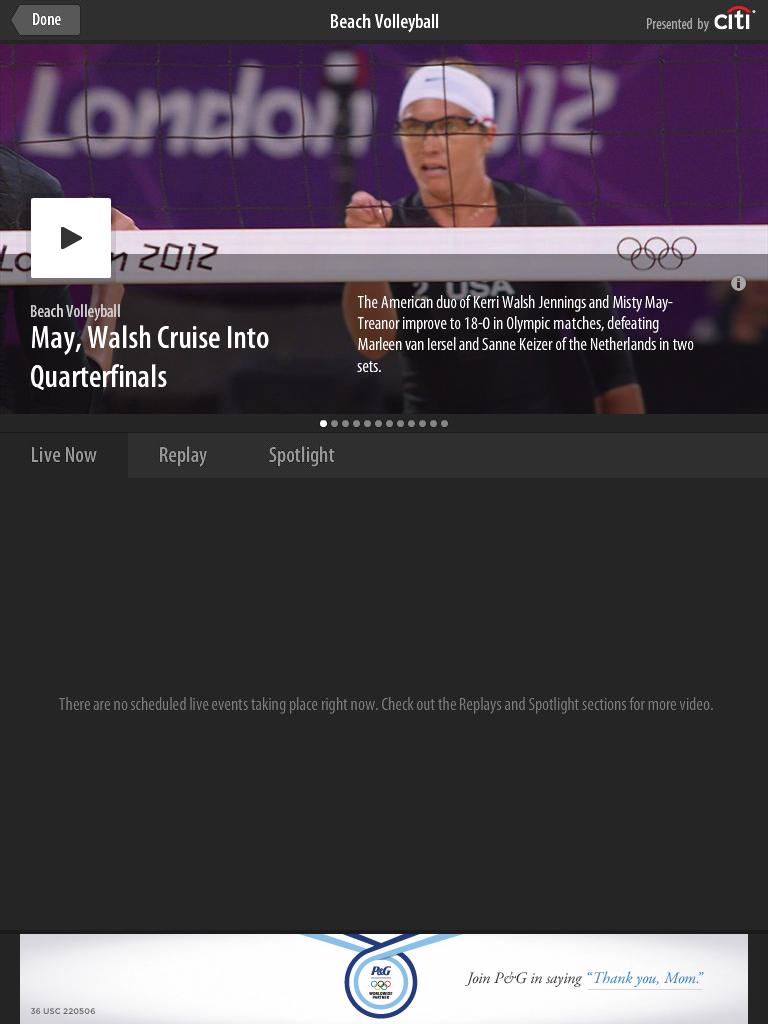 Done
Beach Volleyball
Presented by citi
London 2012
London 2012
2 USA
Beach Volleyball
May, Walsh Cruise Into
Quarterfinals
The American duo of Kerri Walsh Jennings and Misty May-
Treanor improve to 18-0 in Olympic matches, defeating
Marleen van Iersel and Sanne Keizer of the Netherlands in two
sets.
Live Now
Replay
Spotlight
There are no scheduled live events taking place right now. Check out the Replays and Spotlight sections for more video.
P&G
WORLDWIDE
PARTNER
Join P&G in saying “Thank you, Mom.”
36 USC 220506